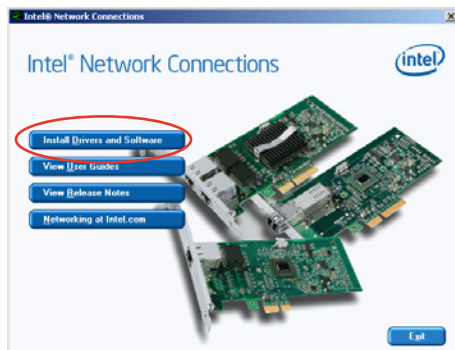 Intel® Network Connections
Intel® Network Connections
intel
Install Drivers and Software
View User Guides
View Release Notes
Networking at Intel.com
Exit